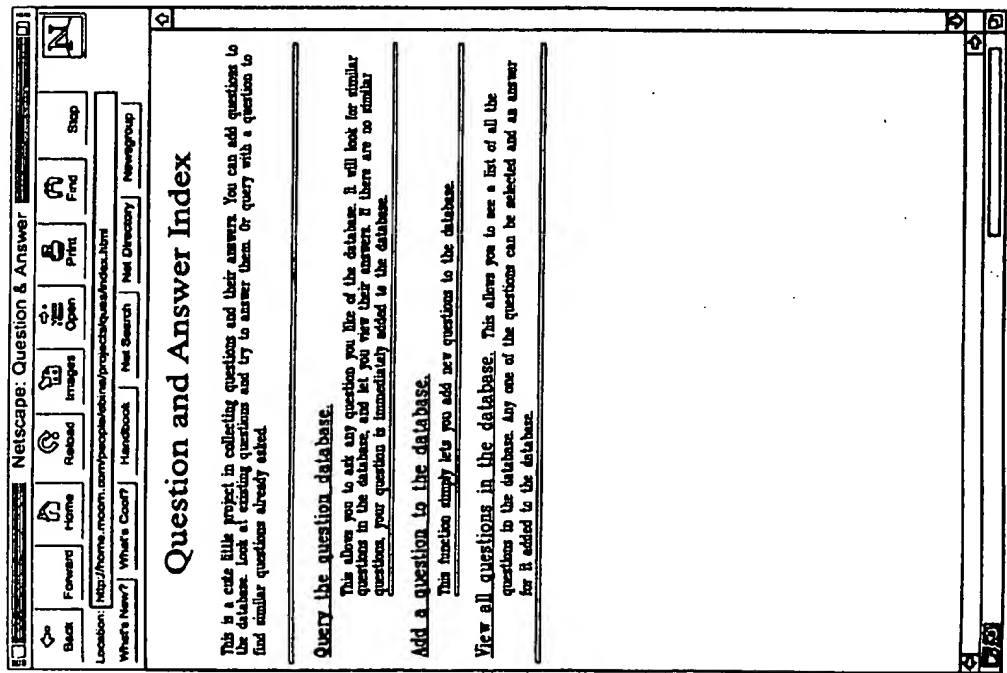 Netscape: Question & Answer
Back Forward Home Reload Images Open Print Find Stop
N
Location: http://home.mcom.com/people/ebina/projects/ques/index.html
What's New? What's Cool? Handbook Net Search Net Directory Newsgroup
Question and Answer Index
This is a cute little project in collecting questions and their answers. You can add questions to
the database. Look at existing questions and try to answer them. Or query with a question to
find similar questions already asked.
Query the question database.
This allows you to ask any question you like of the database. It will look for similar
questions in the database, and let you view their answers. If there are no similar
questions, your question is immediately added to the database.
Add a question to the database.
This function simply lets you add new questions to the database.
View all questions in the database. This allows you to see a list of all the
questions in the database. Any one of the questions can be selected and an answer
for it added to the database.